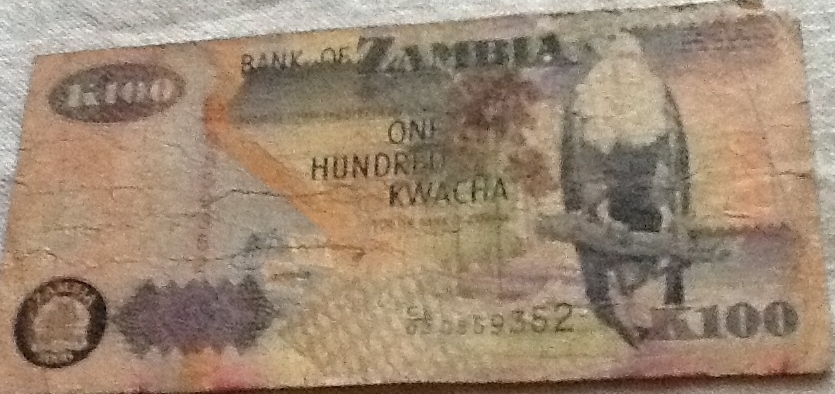 BANK OF ZAMBIA
K100
ONE
HUNDRED
KWACHA
K100